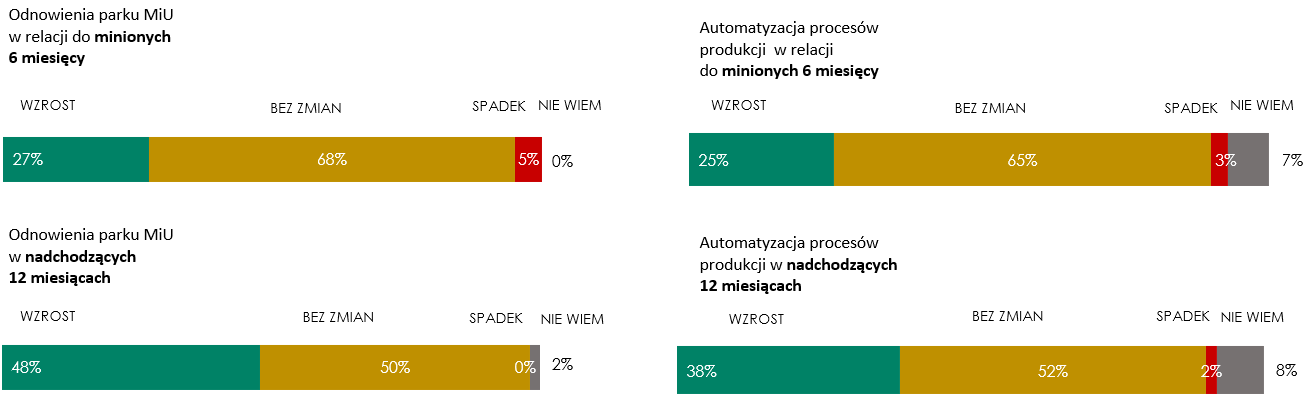 Odnowienia parku MiU
w relacji do minionych
6 miesięcy
WZROST BEZ ZMIAN SPADEK NIE WIEM
27% 68% 5% 0%
Automatyzacja procesów
produkcji w relacji
do minionych 6 miesięcy
WZROST BEZ ZMIAN SPADEK NIE WIEM
25% 65% 3% 7%
Odnowienia parku MiU
w nadchodzących
12 miesiącach
WZROST BEZ ZMIAN SPADEK NIE WIEM
48% 50% 0% 2%
Automatyzacja procesów
produkcji w nadchodzących
12 miesiącach
WZROST BEZ ZMIAN SPADEK NIE WIEM
38% 52% 2% 8%